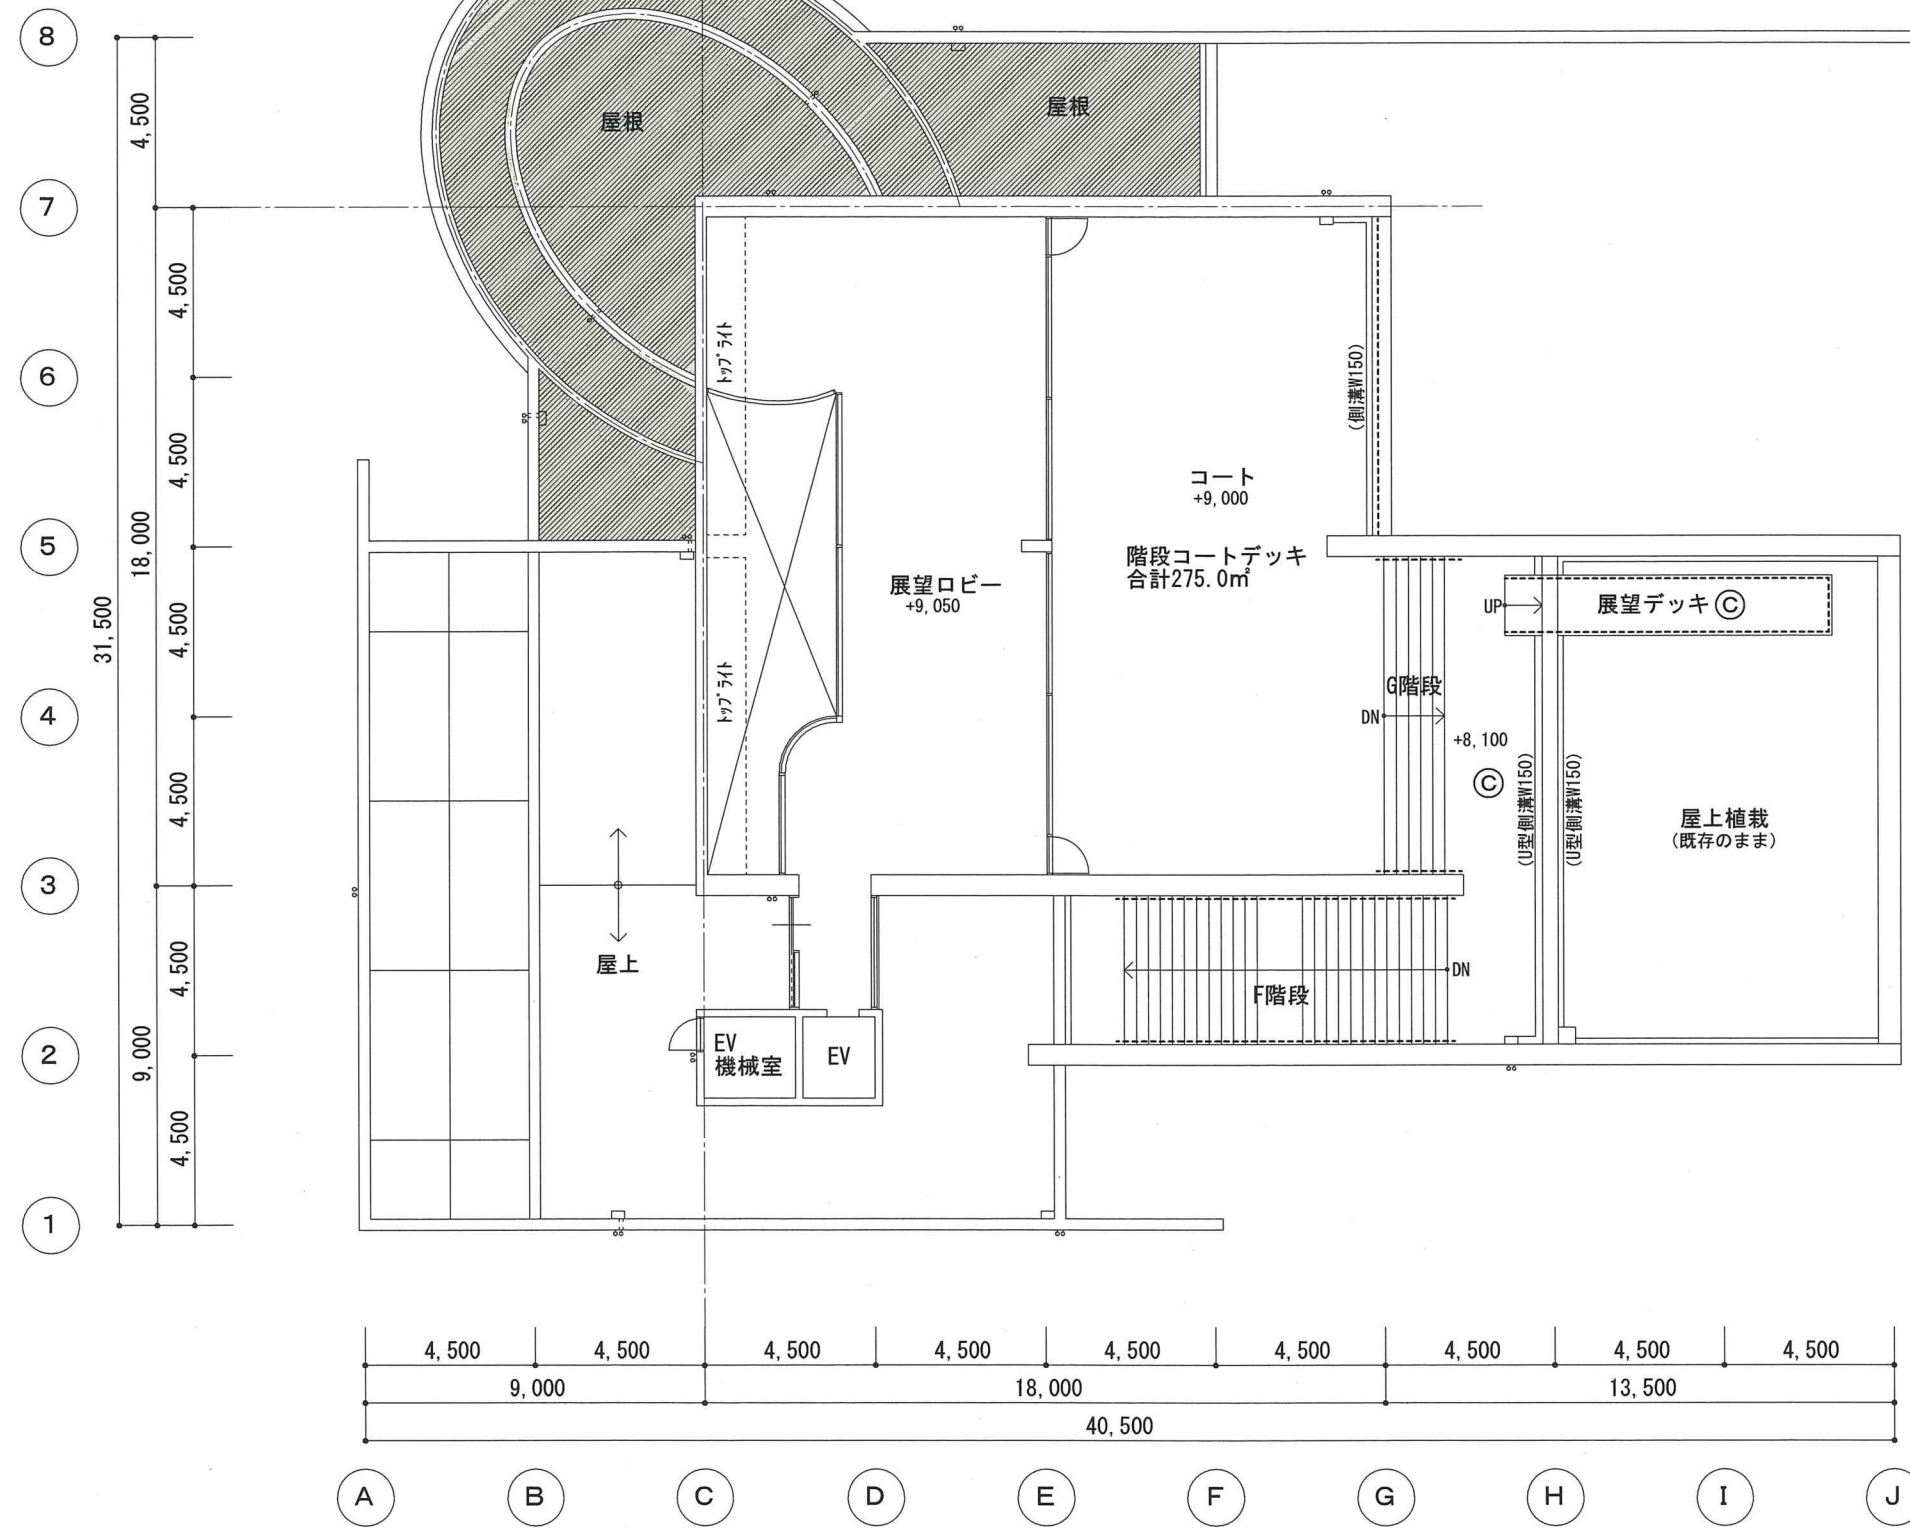 8
7
6
5
4
3
2
1
4,500
4,500
4,500
4,500
4,500
4,500
4,500
18,000
9,000
31,500
屋根
屋根
トップライト
トップライト
(側溝W150)
コート
+9,000
階段コートデッキ
合計275.0㎡
展望ロビー
+9,050
UP
展望デッキ Ⓒ
G階段
DN
+8,100
Ⓒ
(U型側溝W150)
(U型側溝W150)
屋上植栽
(既存のまま)
屋上
DN
F階段
EV
機械室
EV
4,500 4,500 4,500 4,500 4,500 4,500 4,500 4,500 4,500
9,000 18,000 13,500
40,500
A B C D E F G H I J